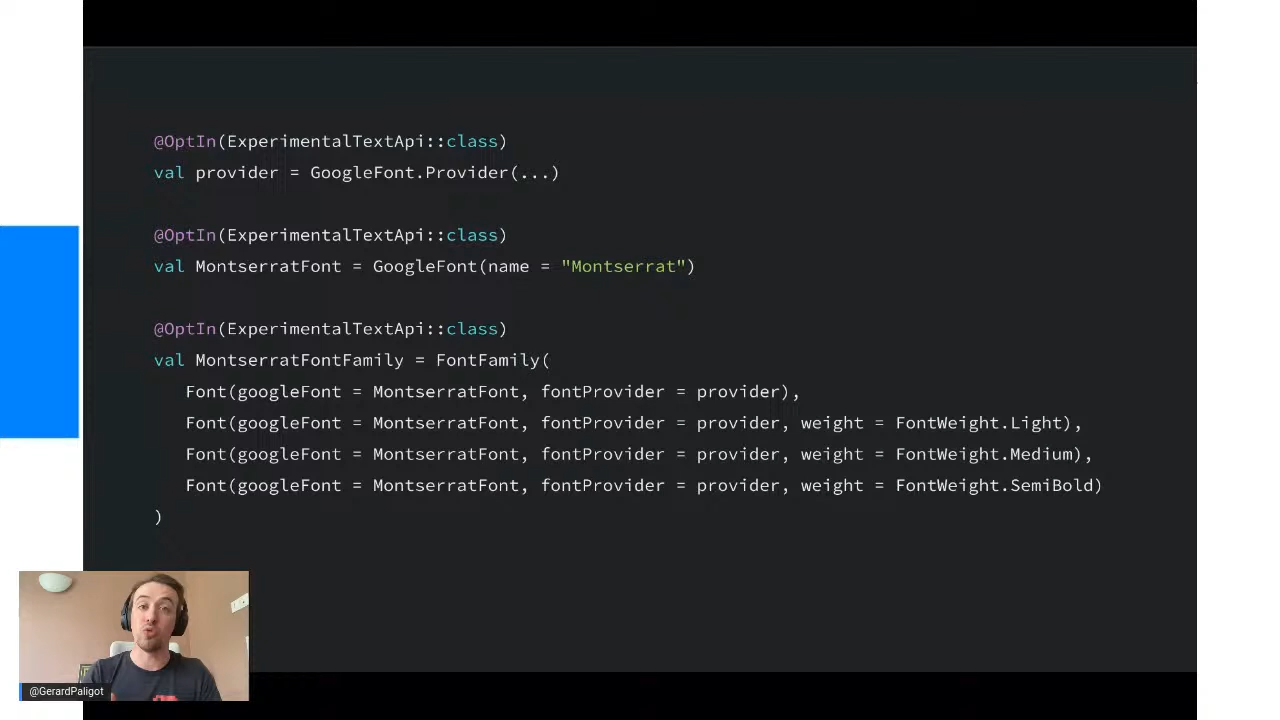 @OptIn(ExperimentalTextApi::class)
val provider = GoogleFont.Provider(...)
@OptIn(ExperimentalTextApi::class)
val MontserratFont = GoogleFont(name = "Montserrat")
@OptIn(ExperimentalTextApi::class)
val MontserratFontFamily = FontFamily(
Font(googleFont = MontserratFont, fontProvider = provider),
Font(googleFont = MontserratFont, fontProvider = provider, weight = FontWeight.Light),
Font(googleFont = MontserratFont, fontProvider = provider, weight = FontWeight.Medium),
Font(googleFont = MontserratFont, fontProvider = provider, weight = FontWeight.SemiBold)
)
@GerardPaligot